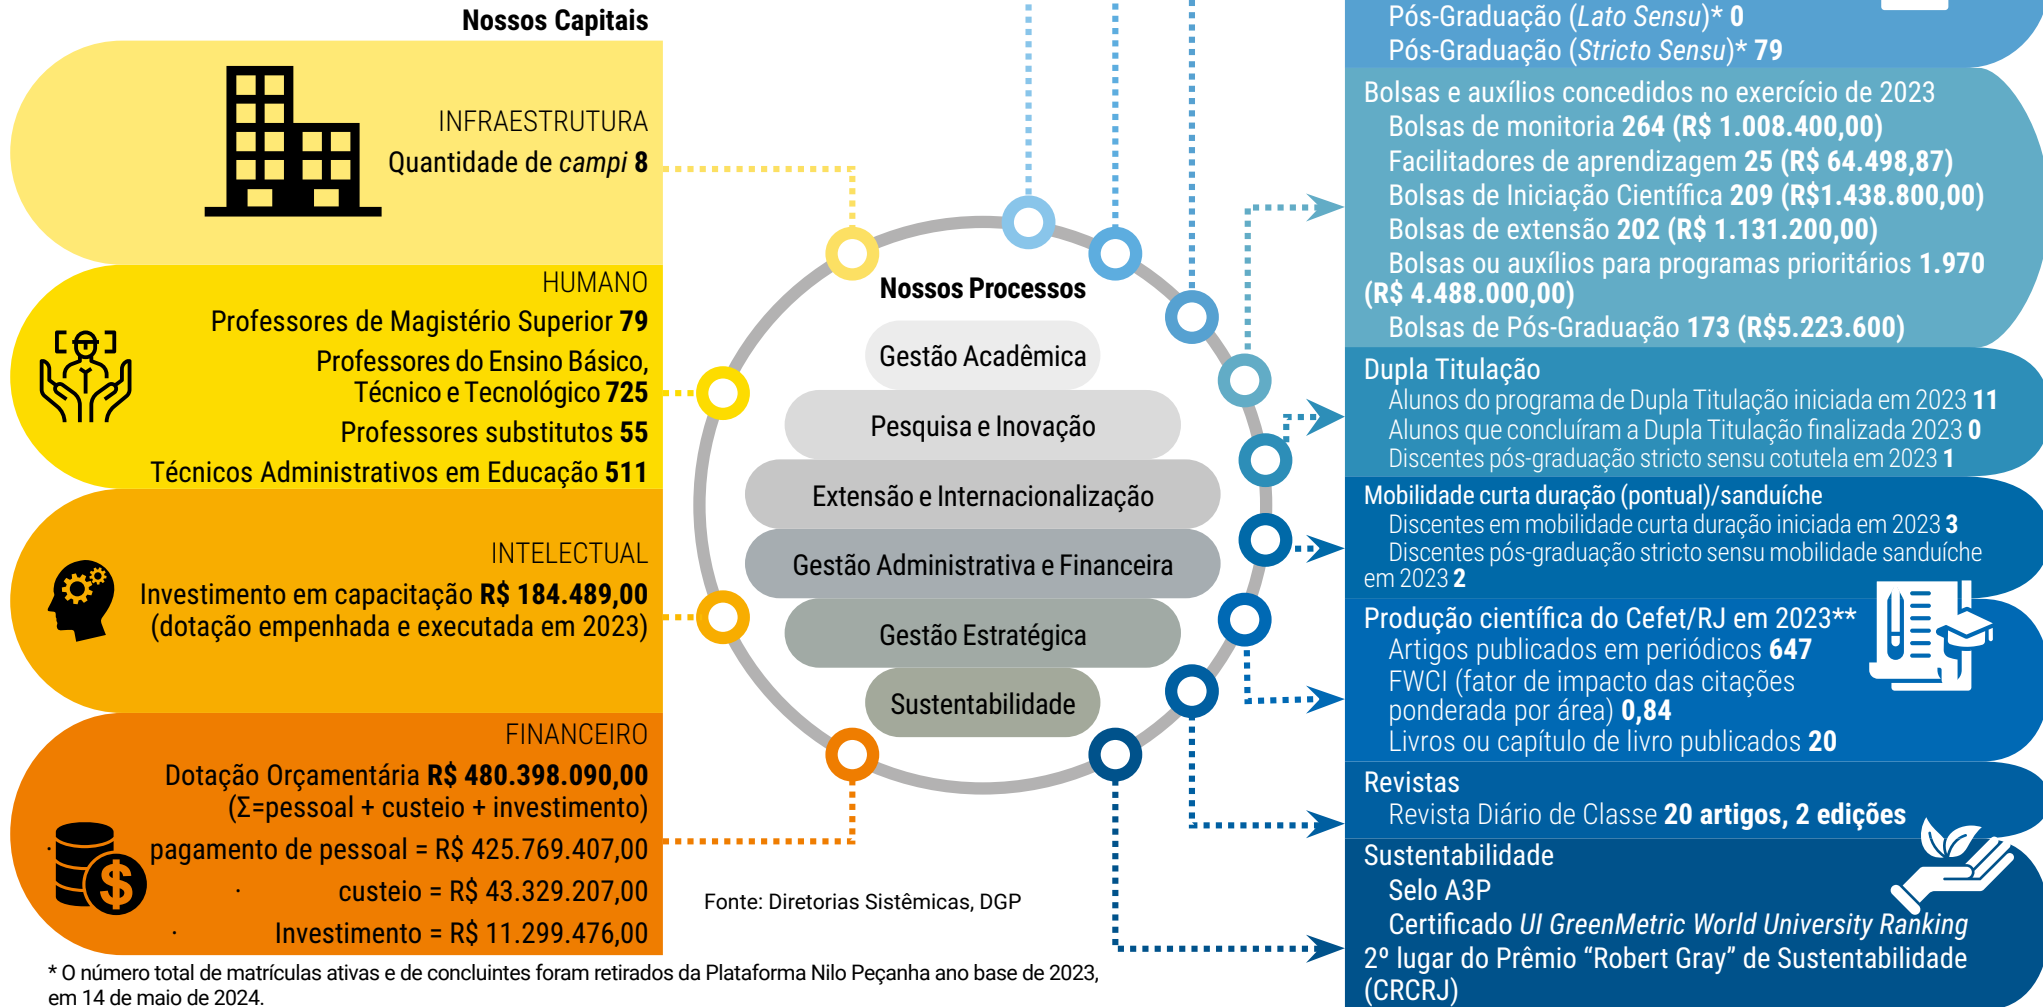 Nossos Capitais
INFRAESTRUTURA
Quantidade de campi 8
HUMANO
Professores de Magistério Superior 79
Professores do Ensino Básico,
Técnico e Tecnológico 725
Professores substitutos 55
Técnicos Administrativos em Educação 511
INTELECTUAL
Investimento em capacitação R$ 184.489,00
(dotação empenhada e executada em 2023)
FINANCEIRO
Dotação Orçamentária R$ 480.398.090,00
(Σ=pessoal + custeio + investimento)
· pagamento de pessoal = R$ 425.769.407,00
· custeio = R$ 43.329.207,00
· Investimento = R$ 11.299.476,00
Nossos Processos
Gestão Acadêmica
Pesquisa e Inovação
Extensão e Internacionalização
Gestão Administrativa e Financeira
Gestão Estratégica
Sustentabilidade
Fonte: Diretorias Sistêmicas, DGP
Pós-Graduação (Lato Sensu)* 0
Pós-Graduação (Stricto Sensu)* 79
Bolsas e auxílios concedidos no exercício de 2023
Bolsas de monitoria 264 (R$ 1.008.400,00)
Facilitadores de aprendizagem 25 (R$ 64.498,87)
Bolsas de Iniciação Científica 209 (R$1.438.800,00)
Bolsas de extensão 202 (R$ 1.131.200,00)
Bolsas ou auxílios para programas prioritários 1.970
(R$ 4.488.000,00)
Bolsas de Pós-Graduação 173 (R$5.223.600)
Dupla Titulação
Alunos do programa de Dupla Titulação iniciada em 2023 11
Alunos que concluíram a Dupla Titulação finalizada 2023 0
Discentes pós-graduação stricto sensu cotutela em 2023 1
Mobilidade curta duração (pontual)/sanduíche
Discentes em mobilidade curta duração iniciada em 2023 3
Discentes pós-graduação stricto sensu mobilidade sanduíche
em 2023 2
Produção científica do Cefet/RJ em 2023**
Artigos publicados em periódicos 647
FWCI (fator de impacto das citações
ponderada por área) 0,84
Livros ou capítulo de livro publicados 20
Revistas
Revista Diário de Classe 20 artigos, 2 edições
Sustentabilidade
Selo A3P
Certificado UI GreenMetric World University Ranking
2º lugar do Prêmio “Robert Gray” de Sustentabilidade
(CRCRJ)
* O número total de matrículas ativas e de concluintes foram retirados da Plataforma Nilo Peçanha ano base de 2023,
em 14 de maio de 2024.